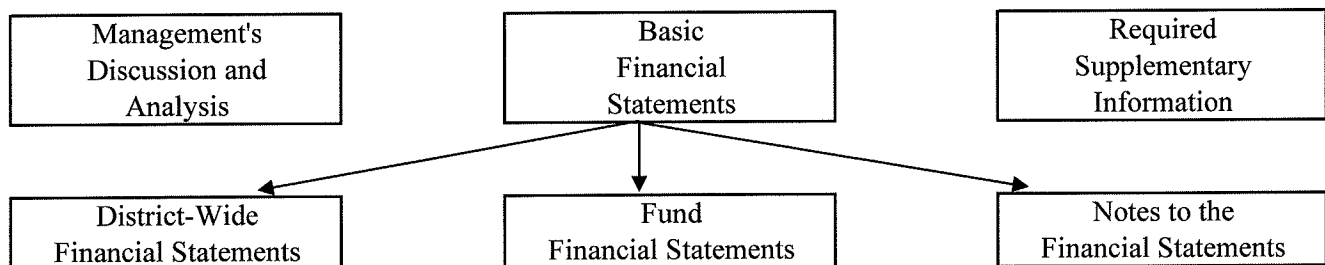 Management's
Discussion and
Analysis
Basic
Financial
Statements
Required
Supplementary
Information
District-Wide
Financial Statements
Fund
Financial Statements
Notes to the
Financial Statements